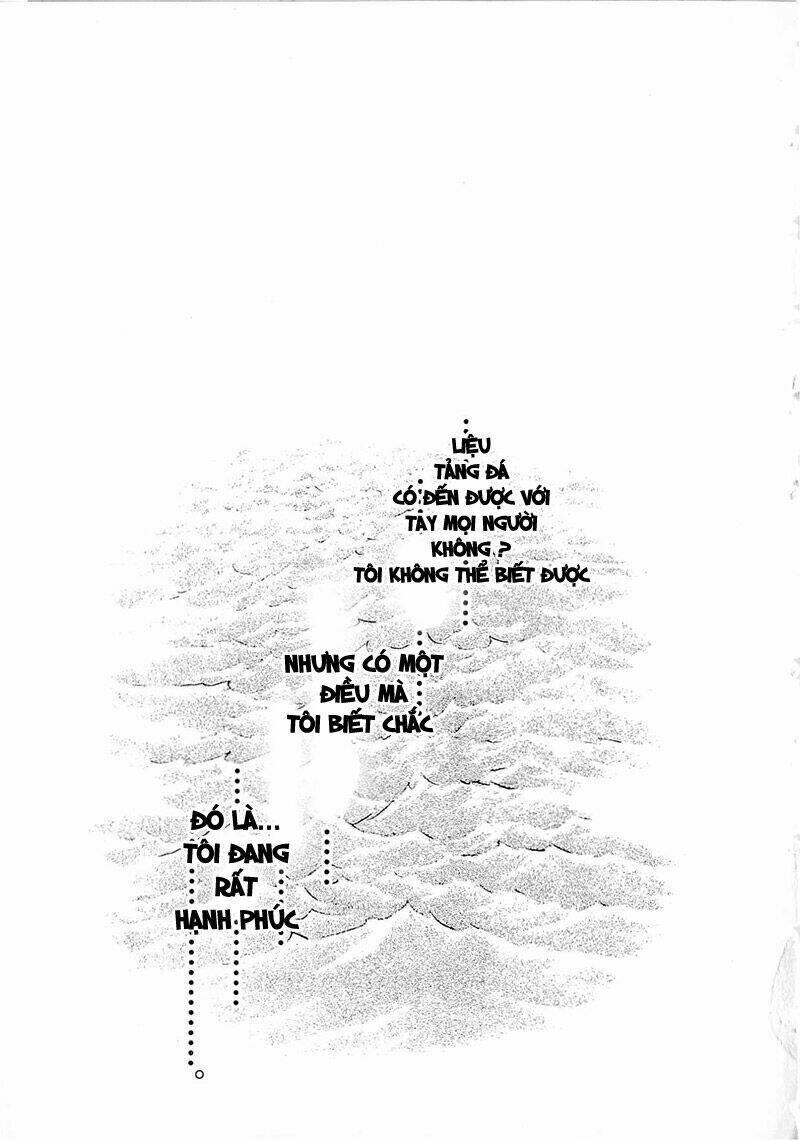 LIỆU
TẢNG ĐÁ
CÓ ĐẾN ĐƯỢC VỚI
TAY MỌI NGƯỜI
KHÔNG ?
TÔI KHÔNG THỂ BIẾT ĐƯỢC
NHƯNG CÓ MỘT
ĐIỀU MÀ
TÔI BIẾT CHẮC
ĐÓ LÀ...
TÔI ĐANG
RẤT
HẠNH PHÚC